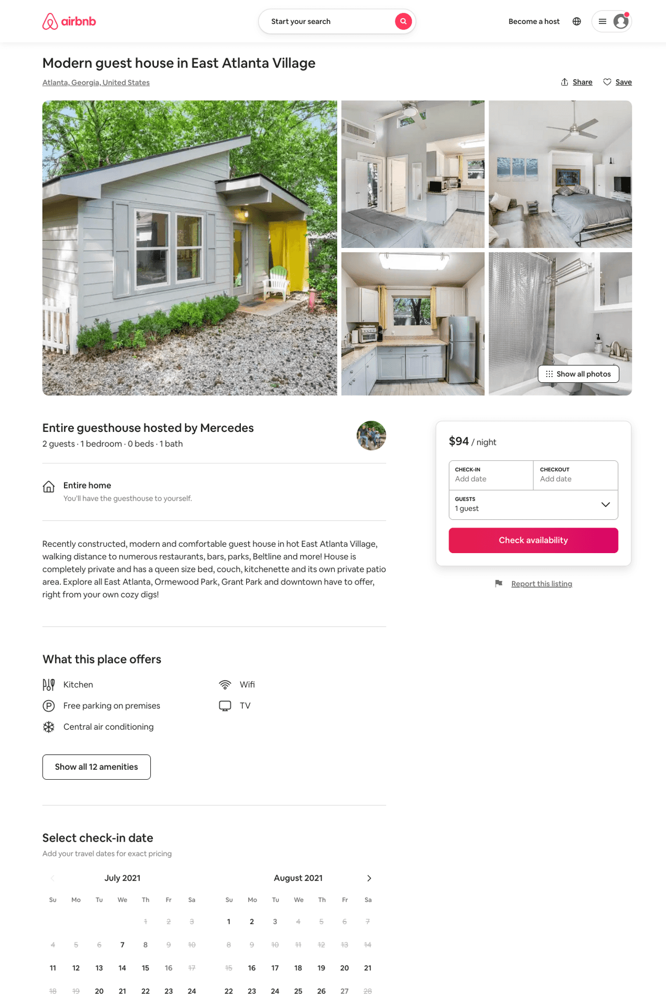 airbnb
Start your search
Become a host
Modern guest house in East Atlanta Village
Atlanta, Georgia, United States
Share
Save
Show all photos
Entire guesthouse hosted by Mercedes
2 guests · 1 bedroom · 0 beds · 1 bath
Entire home
You'll have the guesthouse to yourself.
Recently constructed, modern and comfortable guest house in hot East Atlanta Village,
walking distance to numerous restaurants, bars, parks, Beltline and more! House is
completely private and has a queen size bed, couch, kitchenette and its own private patio
area. Explore all East Atlanta, Ormewood Park, Grant Park and downtown have to offer,
right from your own cozy digs!
$94 / night
CHECK-IN
Add date
CHECKOUT
Add date
GUESTS
1 guest
Check availability
Report this listing
What this place offers
Kitchen
Wifi
Free parking on premises
TV
Central air conditioning
Show all 12 amenities
Select check-in date
Add your travel dates for exact pricing
July 2021
Su Mo Tu We Th Fr Sa
1 2 3
4 5 6 7 8 9 10
11 12 13 14 15 16 17
18 19 20 21 22 23 24
August 2021
Su Mo Tu We Th Fr Sa
1 2 3 4 5 6 7
8 9 10 11 12 13 14
15 16 17 18 19 20 21
22 23 24 25 26 27 28